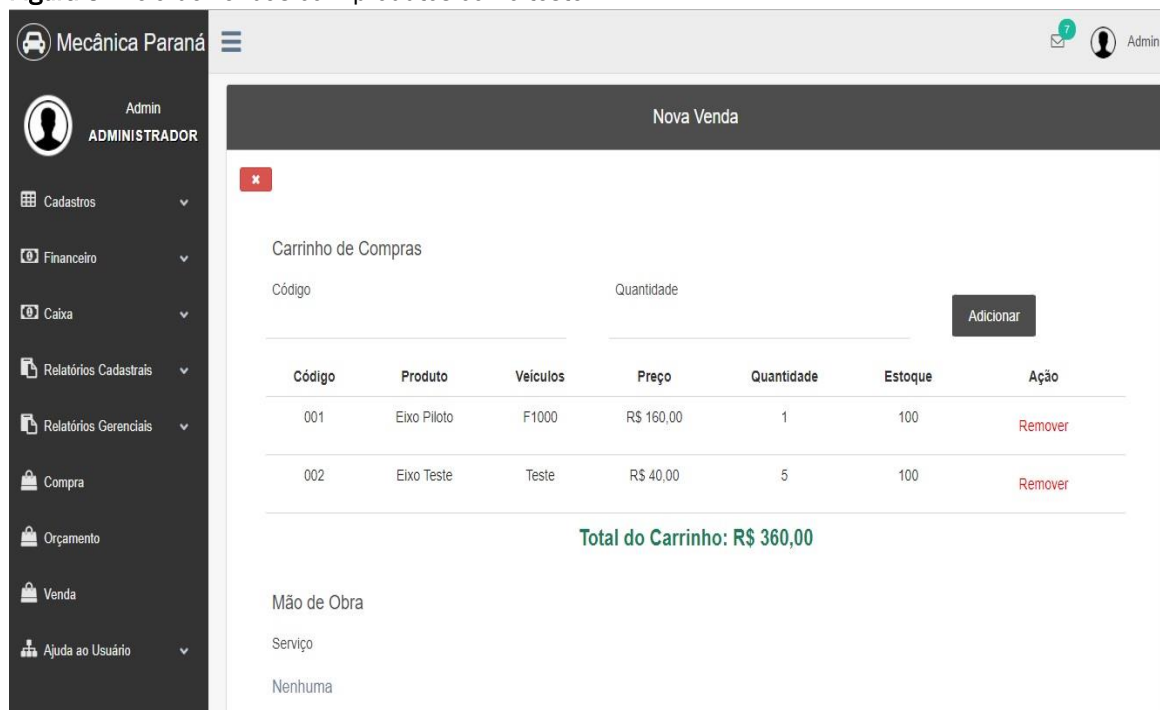 Mecânica Paraná
7
Admin
Admin
ADMINISTRADOR
Cadastros
Financeiro
Caixa
Relatórios Cadastrais
Relatórios Gerenciais
Compra
Orçamento
Venda
Ajuda ao Usuário
Nova Venda
Carrinho de Compras
Código Quantidade
Adicionar
Código Produto Veículos Preço Quantidade Estoque Ação
001 Eixo Piloto F1000 R$ 160,00 1 100 Remover
002 Eixo Teste Teste R$ 40,00 5 100 Remover
Total do Carrinho: R$ 360,00
Mão de Obra
Serviço
Nenhuma